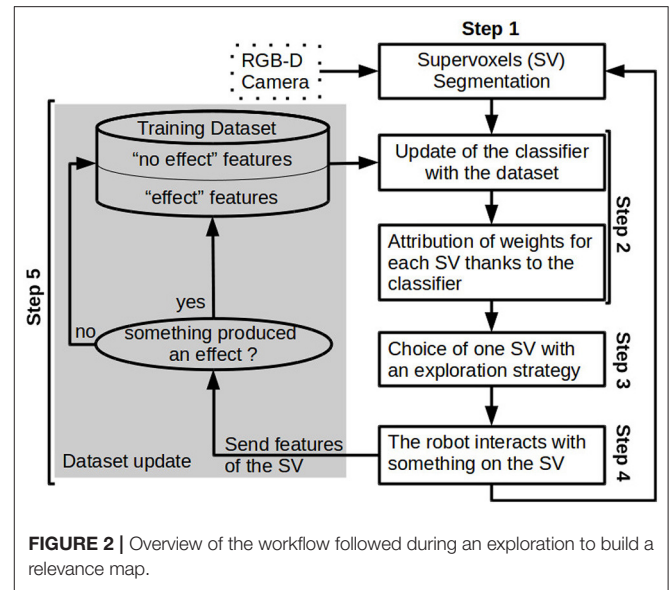 Step 1
RGB-D
Camera
Supervoxels (SV)
Segmentation
Training Dataset
“no effect” features
“effect” features
Update of the classifier
with the dataset
Attribution of weights for
each SV thanks to the
classifier
Step 2
Step 5
yes
no
something produced
an effect ?
Choice of one SV with
an exploration strategy
Step 3
Send features
of the SV
Dataset update
The robot interacts with
something on the SV
Step 4
FIGURE 2 | Overview of the workflow followed during an exploration to build a
relevance map.